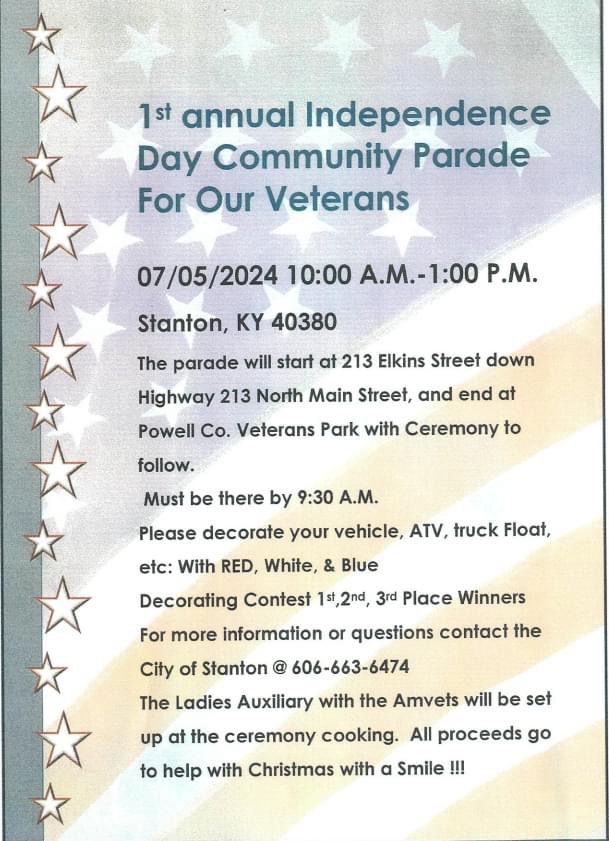 1st annual Independence
Day Community Parade
For Our Veterans
07/05/2024 10:00 A.M.-1:00 P.M.
Stanton, KY 40380
The parade will start at 213 Elkins Street down
Highway 213 North Main Street, and end at
Powell Co. Veterans Park with Ceremony to
follow.
Must be there by 9:30 A.M.
Please decorate your vehicle, ATV, truck Float,
etc: With RED, White, & Blue
Decorating Contest 1st,2nd, 3rd Place Winners
For more information or questions contact the
City of Stanton @ 606-663-6474
The Ladies Auxiliary with the Amvets will be set
up at the ceremony cooking.  All proceeds go
to help with Christmas with a Smile !!!